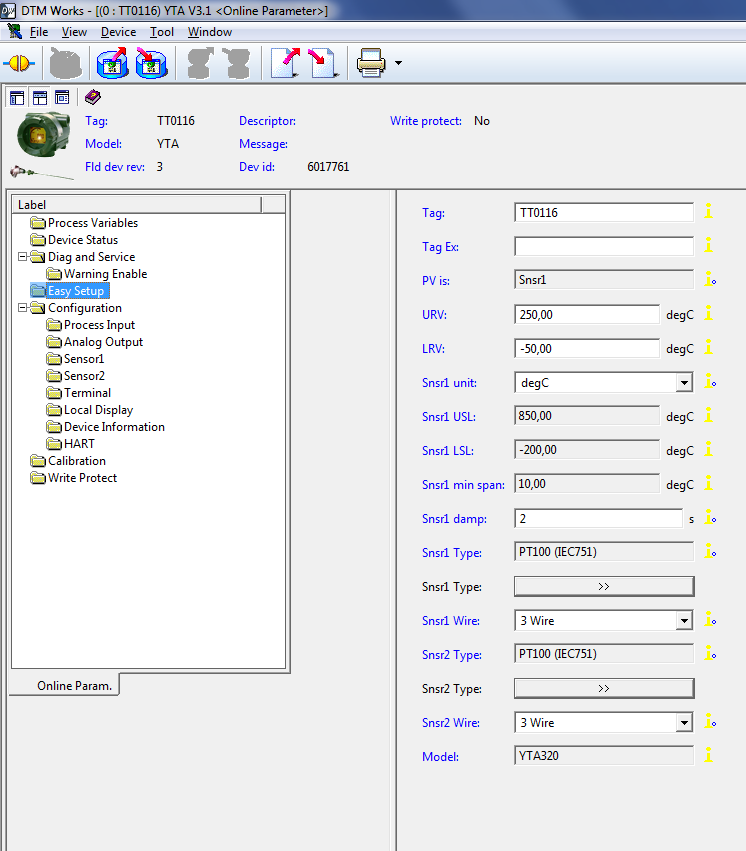 DTM Works - [(0 : TT0116) YTA V3.1 <Online Parameter>]
File View Device Tool Window
Tag: TT0116 Descriptor: Write protect: No
Model: YTA Message:
Fld dev rev: 3 Dev id: 6017761
Label
Process Variables
Device Status
Diag and Service
Warning Enable
Easy Setup
Configuration
Process Input
Analog Output
Sensor1
Sensor2
Terminal
Local Display
Device Information
HART
Calibration
Write Protect
Online Param.
Tag: TT0116
Tag Ex:
PV is: Snsr1
URV: 250,00 degC
LRV: -50,00 degC
Snsr1 unit: degC
Snsr1 USL: 850,00 degC
Snsr1 LSL: -200,00 degC
Snsr1 min span: 10,00 degC
Snsr1 damp: 2 s
Snsr1 Type: PT100 (IEC751)
Snsr1 Type: >>
Snsr1 Wire: 3 Wire
Snsr2 Type: PT100 (IEC751)
Snsr2 Type: >>
Snsr2 Wire: 3 Wire
Model: YTA320